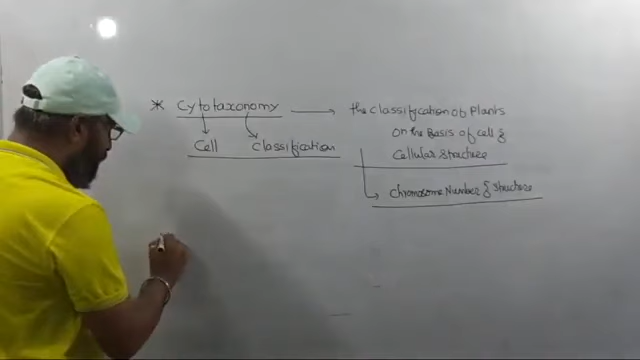 * Cytotaxonomy → the classification of Plants
on the Basis of cell &
Cell classification
Cellular structure
→ chromosome Number & structure